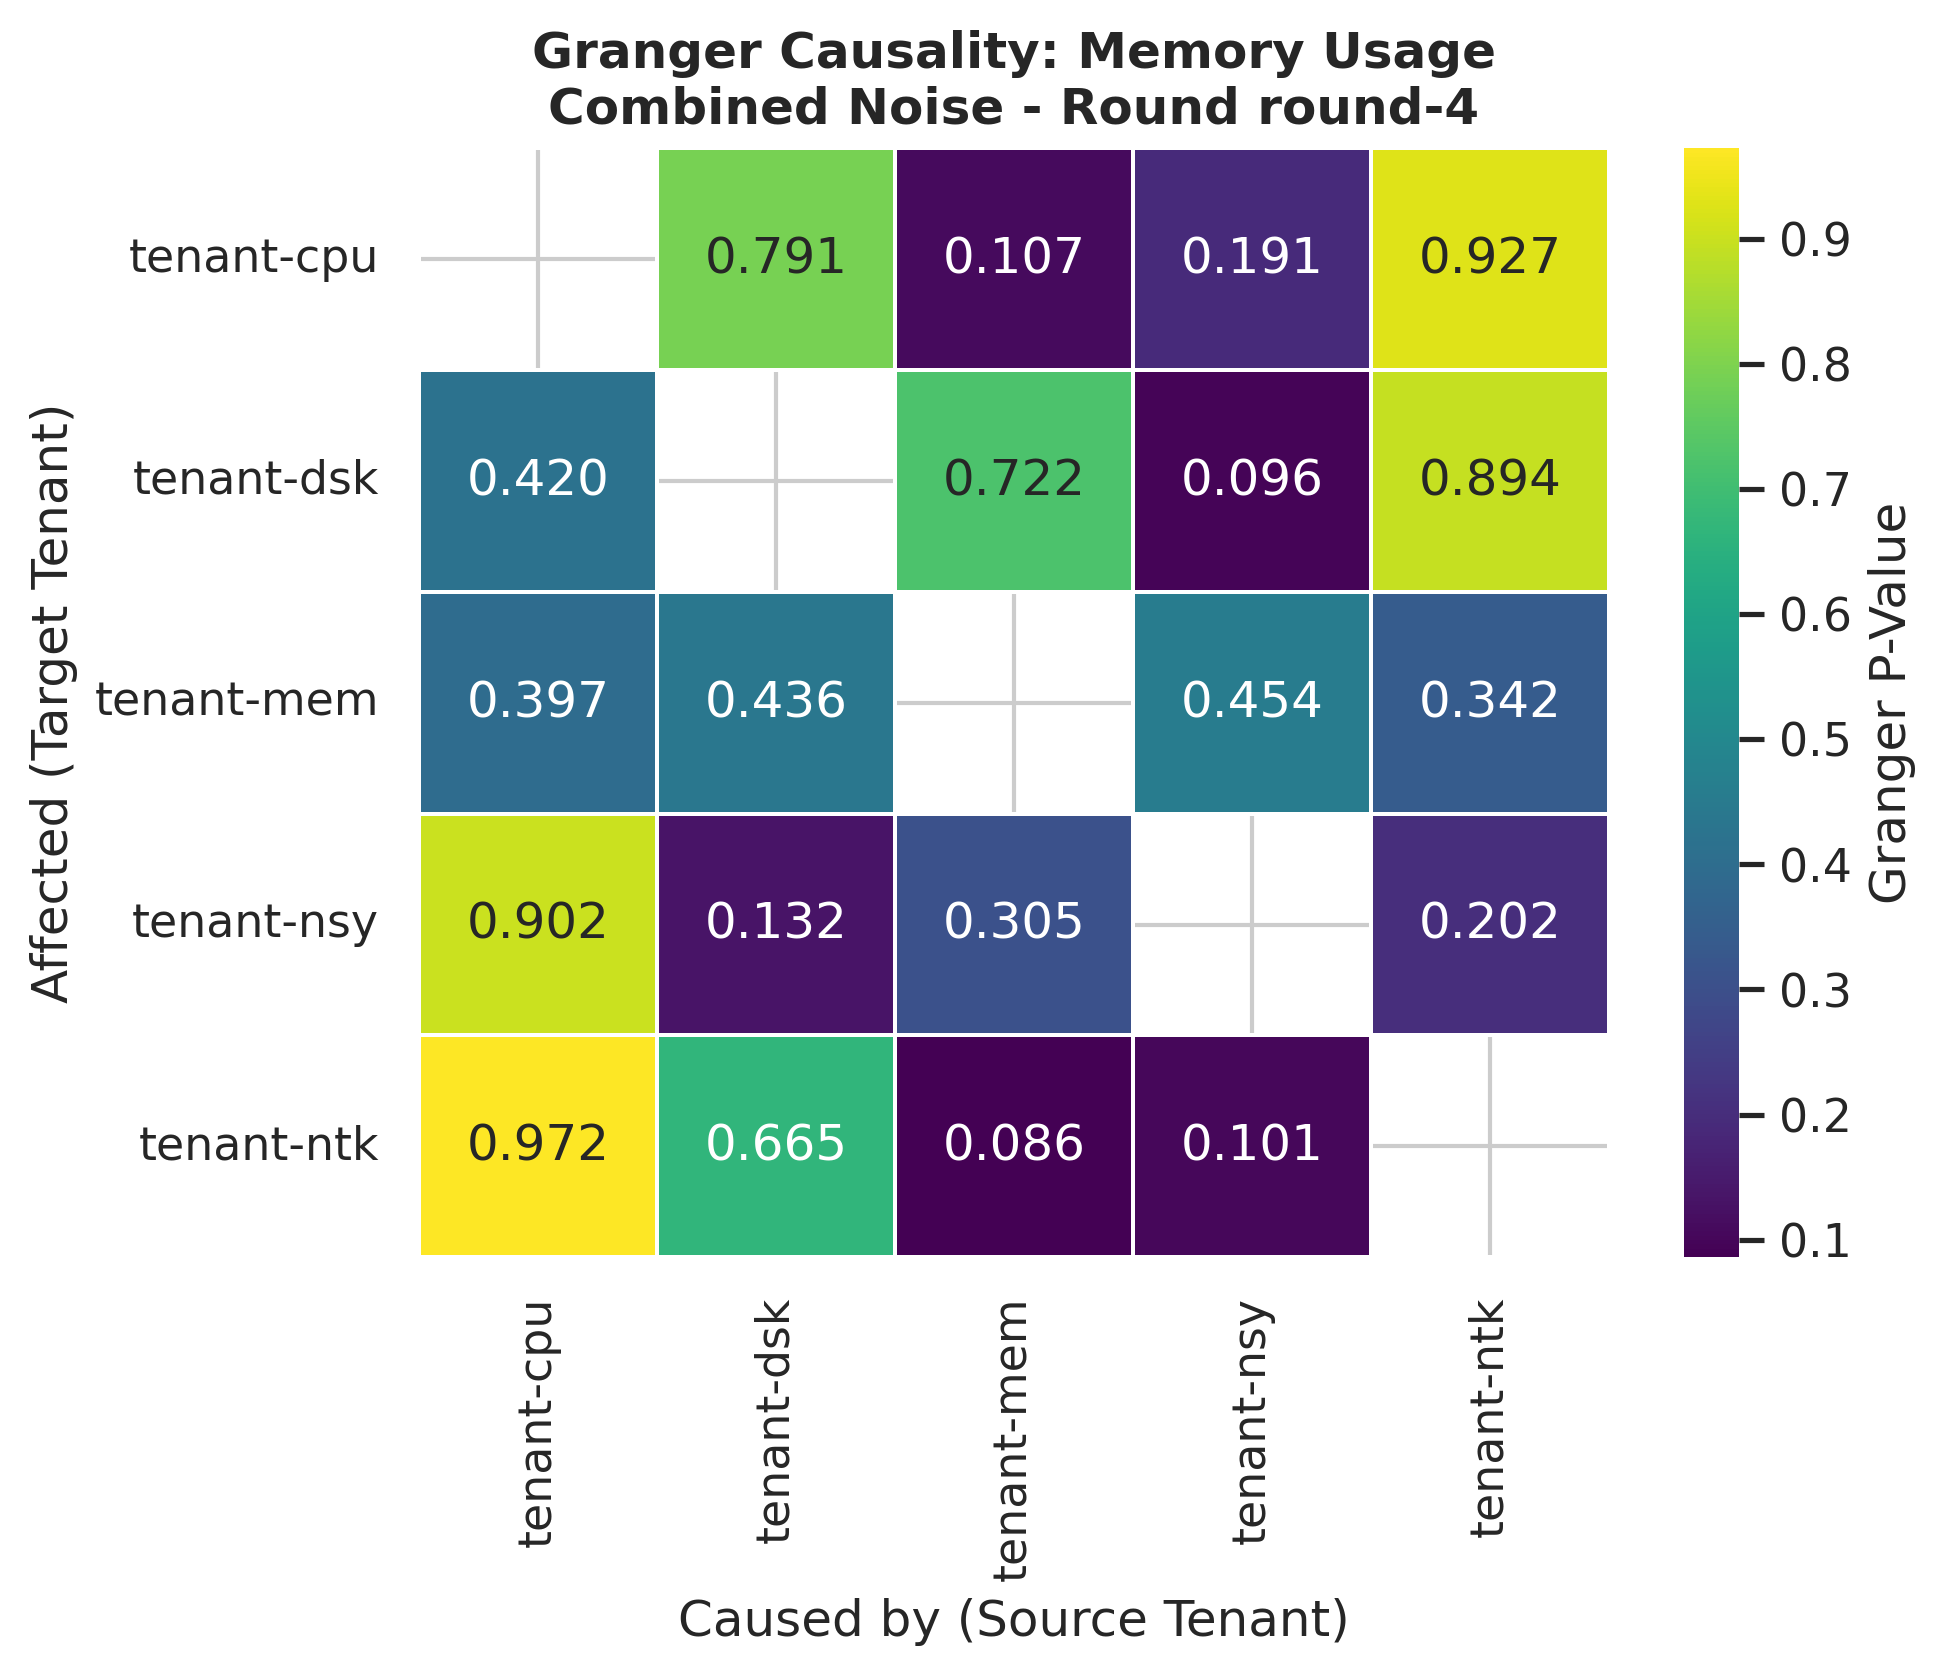 Granger Causality: Memory Usage
Combined Noise - Round round-4
Affected (Target Tenant)
tenant-cpu 0.791 0.107 0.191 0.927
tenant-dsk 0.420 0.722 0.096 0.894
tenant-mem 0.397 0.436 0.454 0.342
tenant-nsy 0.902 0.132 0.305 0.202
tenant-ntk 0.972 0.665 0.086 0.101
tenant-cpu
tenant-dsk
tenant-mem
tenant-nsy
tenant-ntk
Caused by (Source Tenant)
0.9
0.8
0.7
0.6
0.5
0.4
0.3
0.2
0.1
Granger P-Value